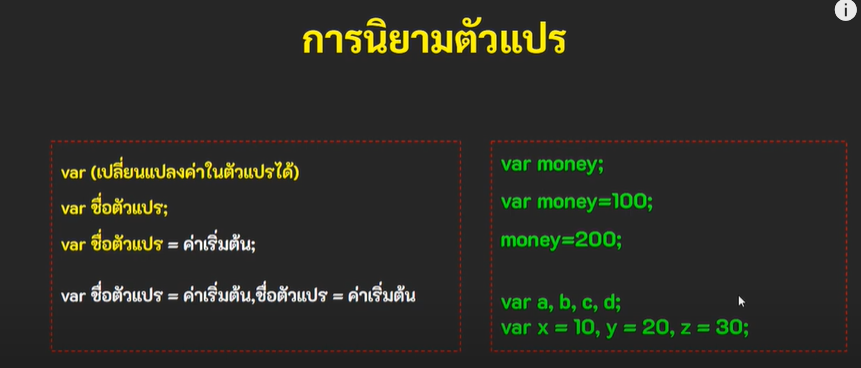 การนิยามตัวแปร
var (เปลี่ยนแปลงค่าในตัวแปรได้)
var ชื่อตัวแปร;
var ชื่อตัวแปร = ค่าเริ่มต้น;
var ชื่อตัวแปร = ค่าเริ่มต้น,ชื่อตัวแปร = ค่าเริ่มต้น
var money;
var money=100;
money=200;
var a, b, c, d;
var x = 10, y = 20, z = 30;